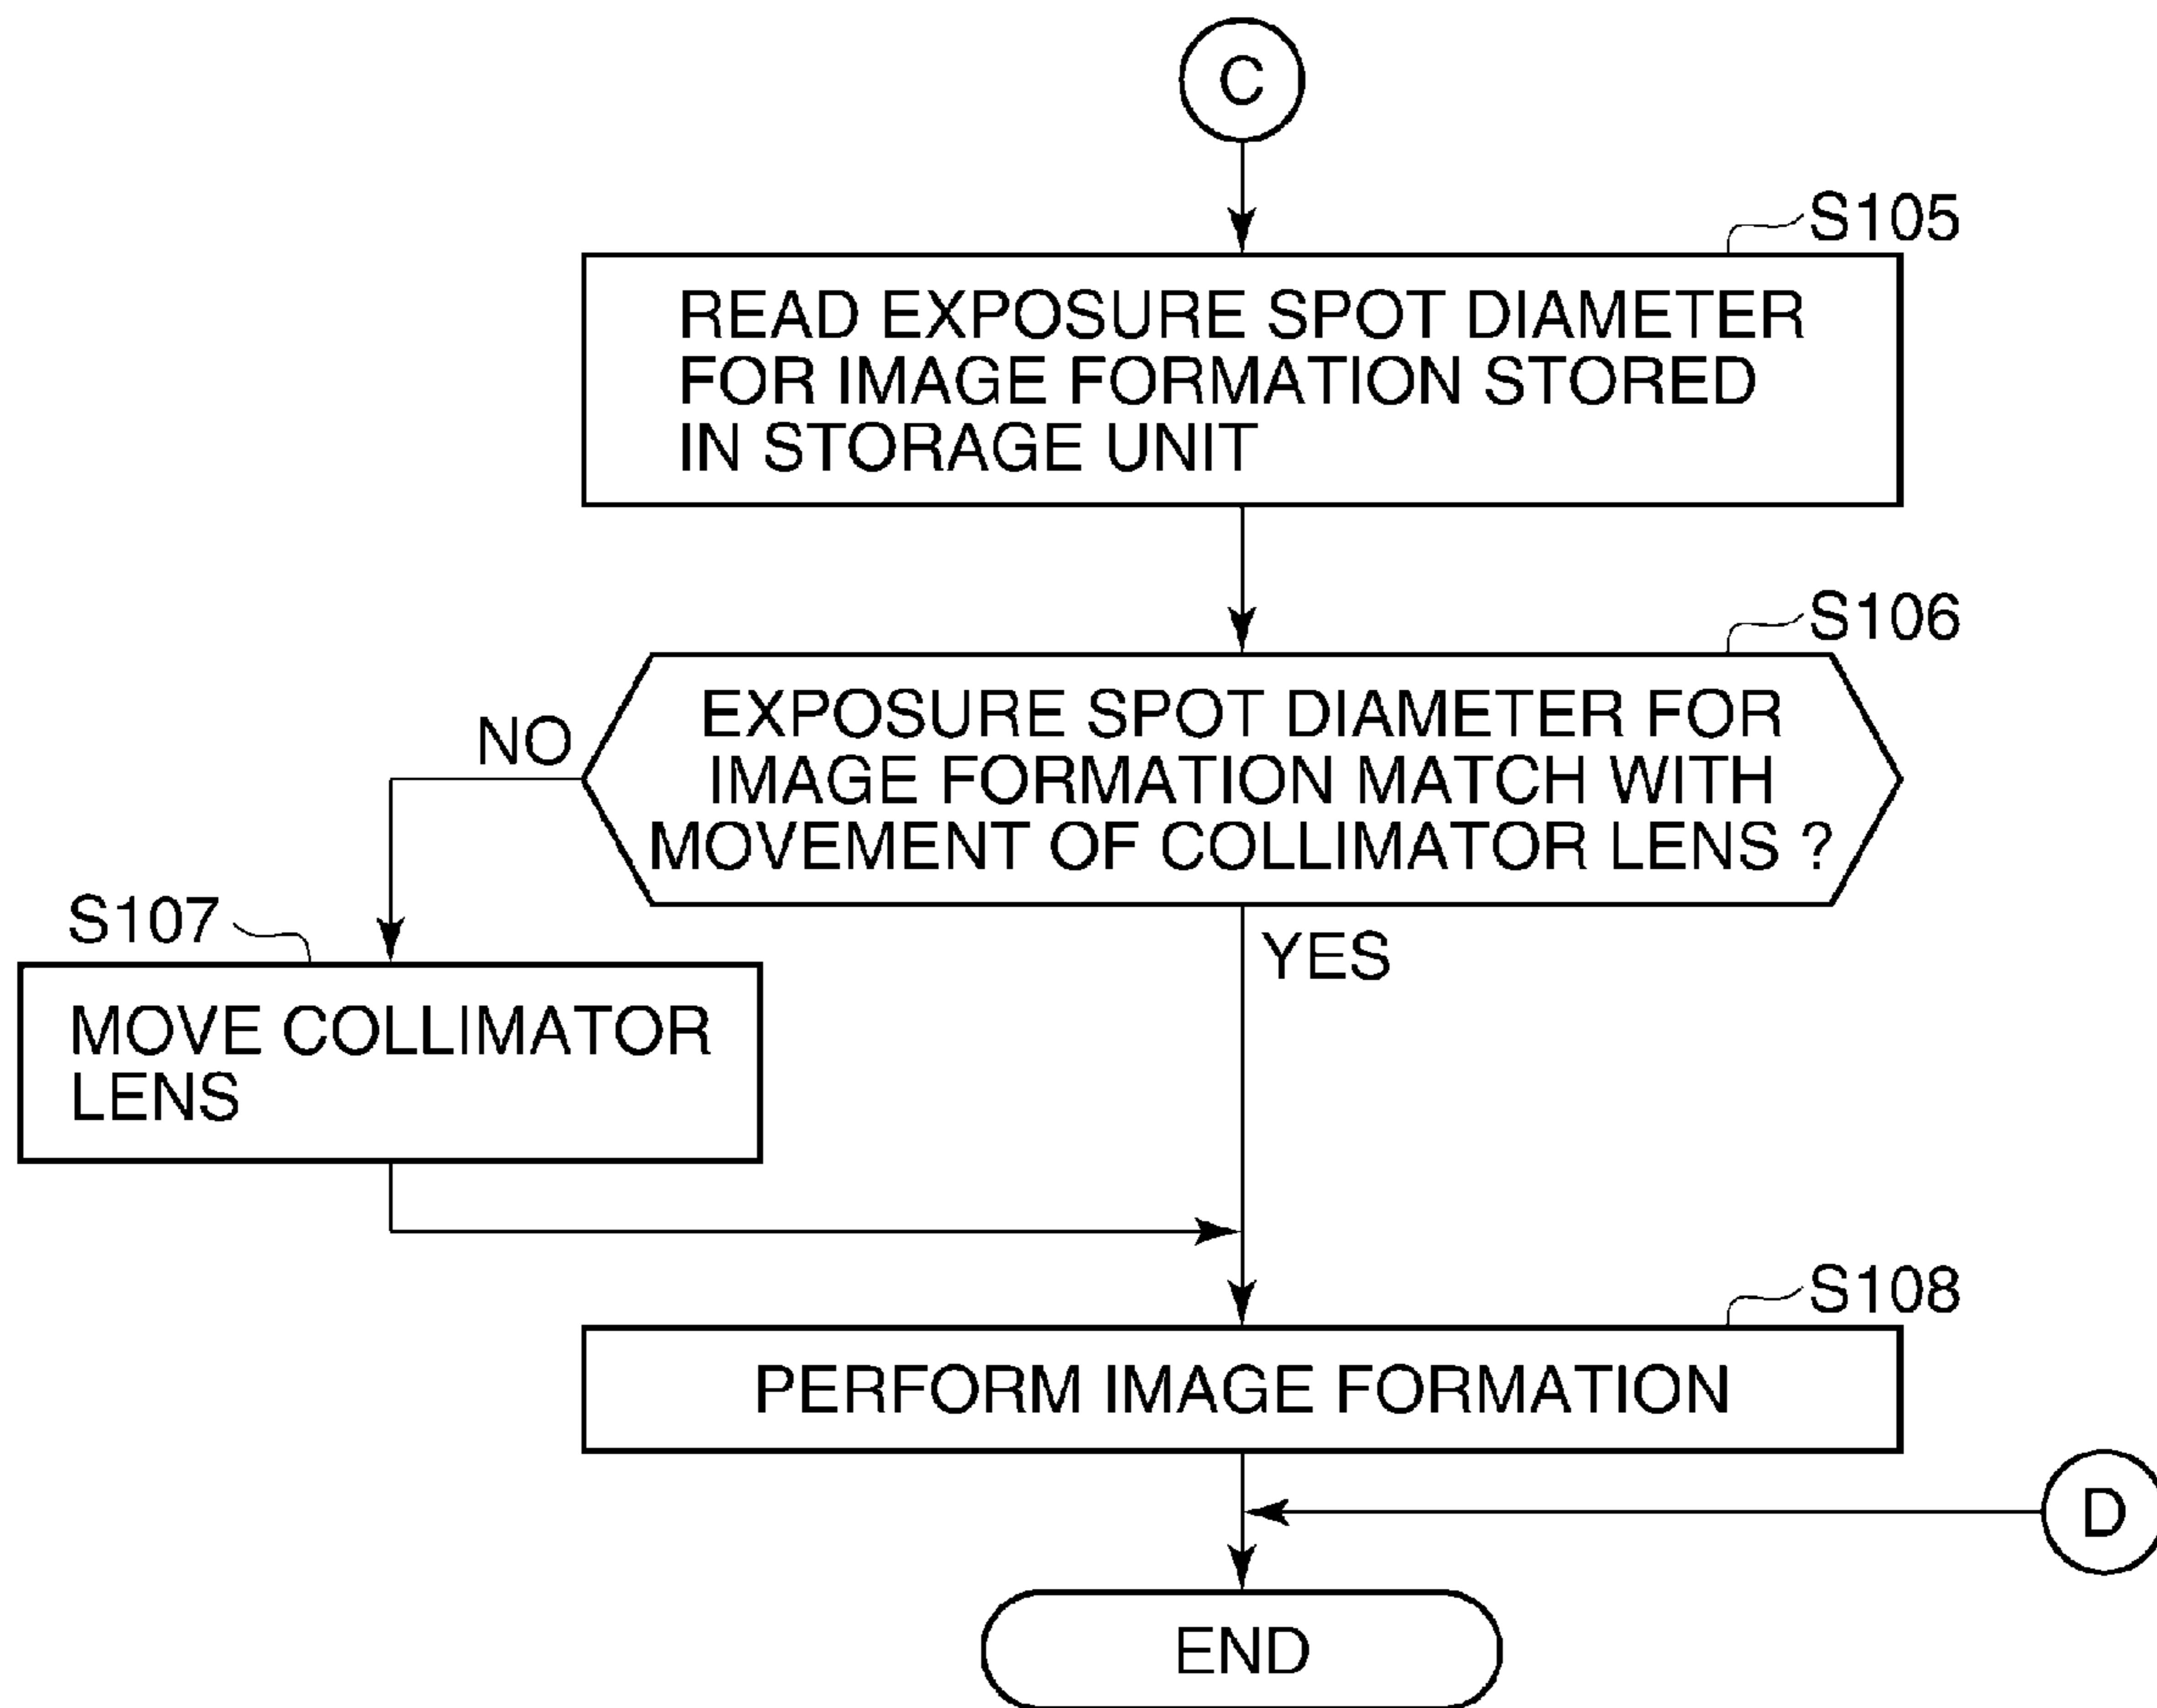 C
S105
READ EXPOSURE SPOT DIAMETER
FOR IMAGE FORMATION STORED
IN STORAGE UNIT
S106
EXPOSURE SPOT DIAMETER FOR
IMAGE FORMATION MATCH WITH
MOVEMENT OF COLLIMATOR LENS ?
NO
YES
S107
MOVE COLLIMATOR
LENS
S108
PERFORM IMAGE FORMATION
D
END